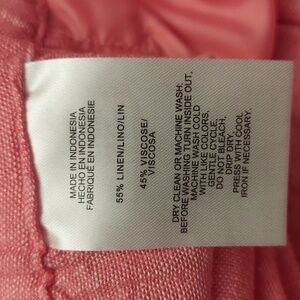 MADE IN INDONESIA
HECHO EN INDONESIA
FABRIQUE EN INDONESIE
55% LINEN/LINO/LIN
45% VISCOSE/
VISCOSA
DRY CLEAN OR MACHINE WASH:
BEFORE WASHING TURN INSIDE OUT,
MACHINE WASH COLD
WITH LIKE COLORS,
GENTLE CYCLE,
DO NOT BLEACH,
DRIP DRY,
PRESS WITH COOL
IRON IF NECESSARY.